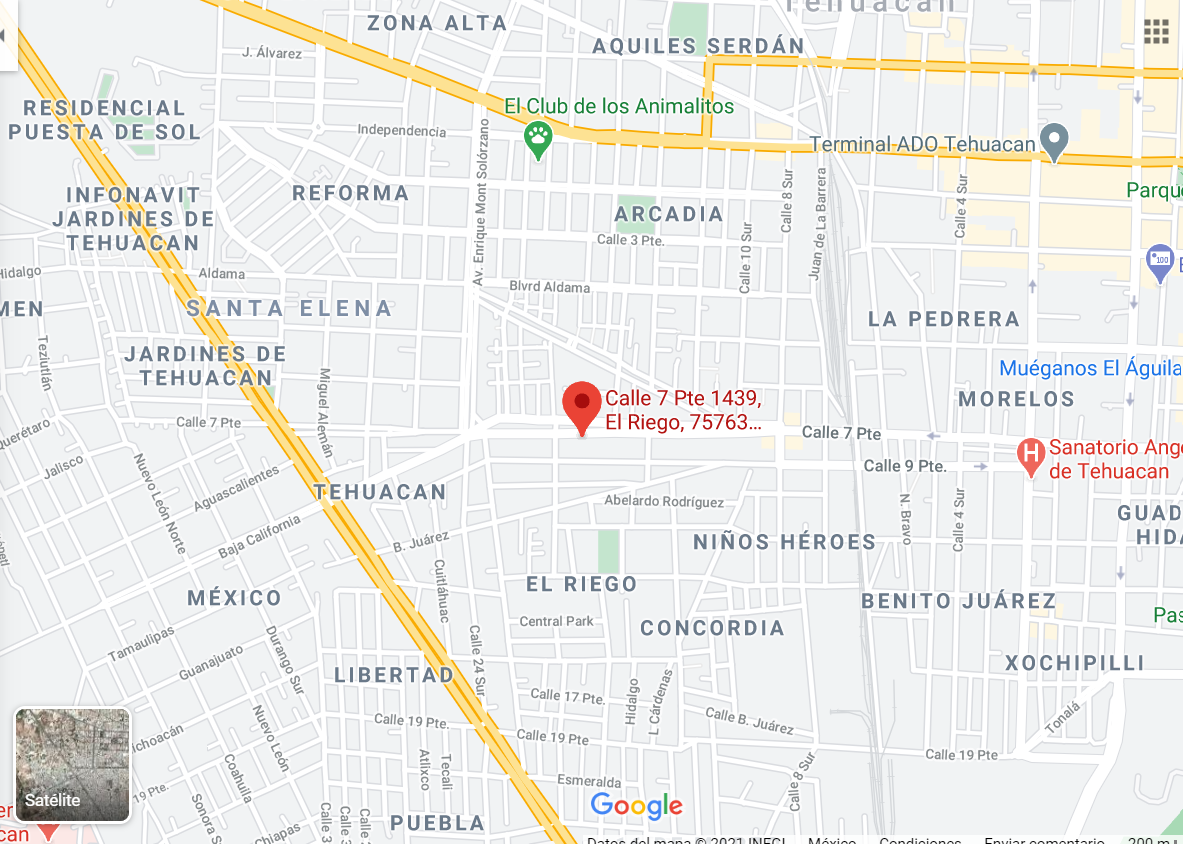 Tehuacán
ZONA ALTA
AQUILES SERDÁN
J. Álvarez
RESIDENCIAL
PUESTA DE SOL
El Club de los Animalitos
Independencia
Terminal ADO Tehuacan
Av. Enrique Mont Solórzano
INFONAVIT
JARDINES DE
TEHUACAN
REFORMA
ARCADIA
Calle 8 Sur
Calle 4 Sur
Parqu
Juan de La Barrera
Calle 3 Pte.
Calle 10 Sur
Hidalgo
Aldama
Blvrd Aldama
100
E
MEN
SANTA ELENA
LA PEDRERA
Teziutlán
JARDINES DE
TEHUACAN
Miguel Alemán
Muéganos El Águila
MORELOS
Calle 7 Pte 1439,
El Riego, 75763...
Calle 7 Pte
Calle 7 Pte
Querétaro
H
Sanatorio Ange
de Tehuacan
Jalisco
Nuevo León Norte
Aguascalientes
Calle 9 Pte.
TEHUACAN
Abelardo Rodríguez
N. Bravo
Calle 4 Sur
GUAD
HIDA
Baja California
B. Juárez
NIÑOS HÉROES
Cuitláhuac
EL RIEGO
MÉXICO
BENITO JUÁREZ
Pas
Central Park
CONCORDIA
Tamaulipas
Durango Sur
Calle 24 Sur
Guanajuato
LIBERTAD
XOCHIPILLI
Calle 17 Pte.
Hidalgo
L Cárdenas
Nuevo León
Calle 19 Pte.
Calle B. Juárez
Tonalá
choacán
Calle 19 Pte
Calle 19 Pte
Coahuila
Atlixco
Tecali
Esmeralda
Calle 8 Sur
Satélite
19 Pte.
Sonora S
Chiapas
PUEBLA
Google
er
can
Datos del mapa © 2021 INEGI
México
Condiciones
Enviar comentario
200 m